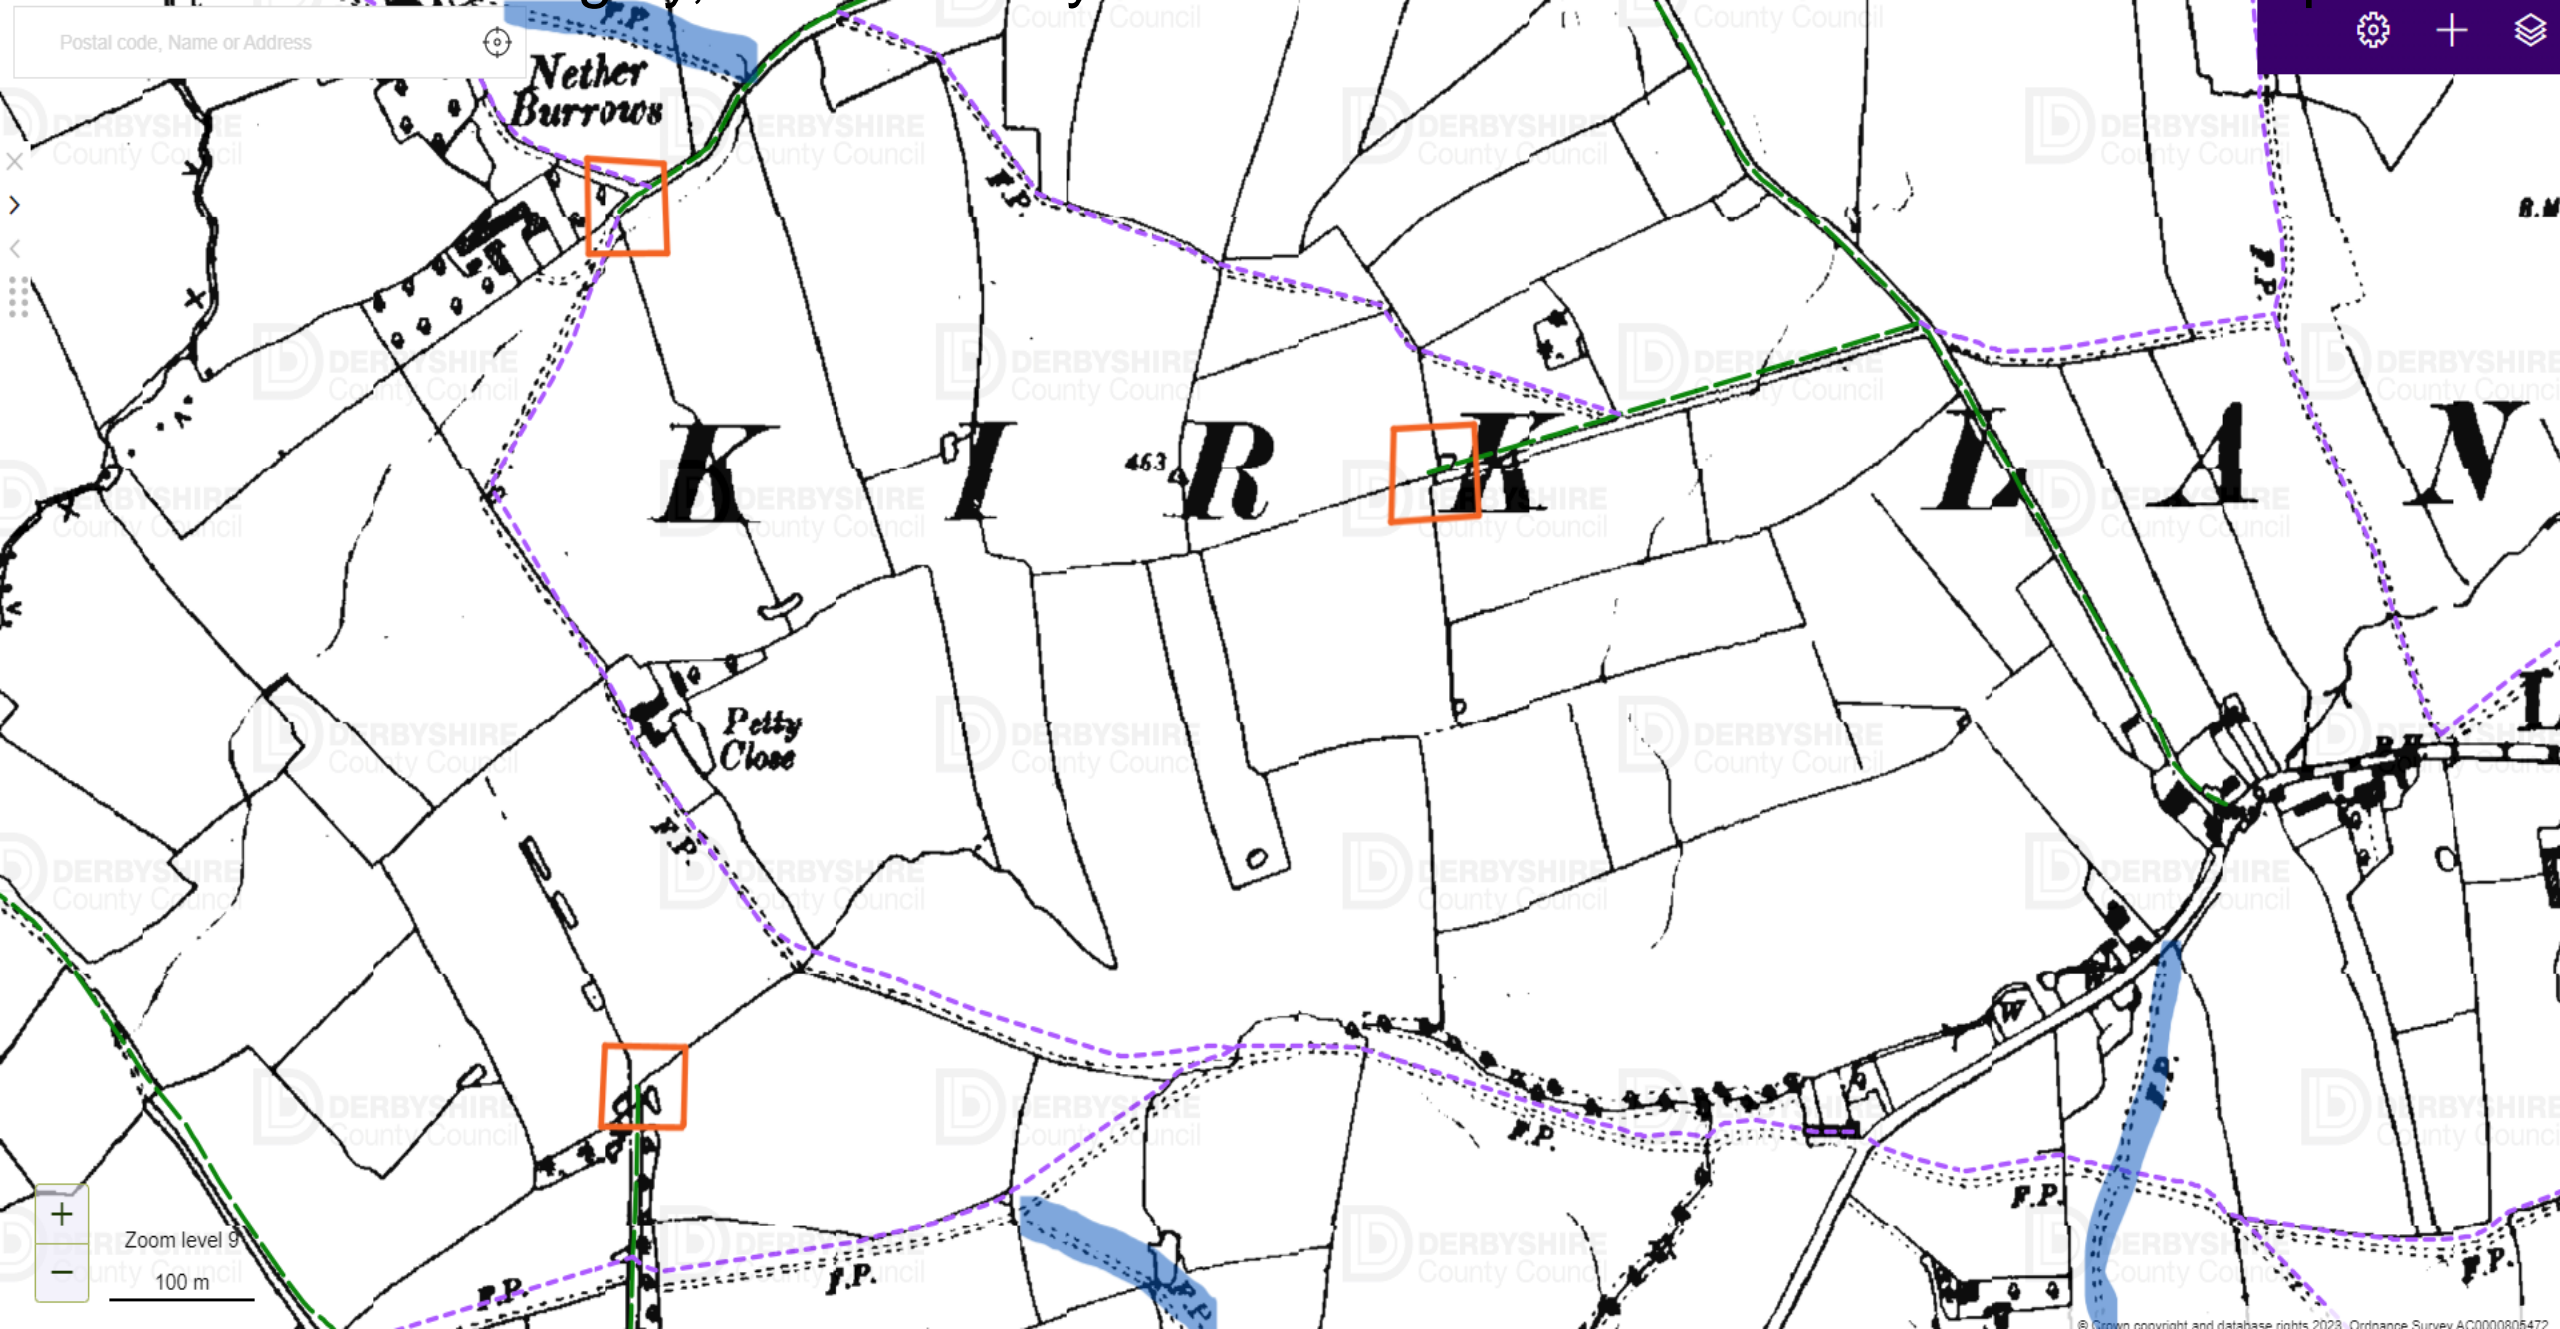 Postal code, Name or Address
F.P.
Nether
Burrows
F.P.
F.P.
K I R K L A N
463
Petty
Close
F.P.
W
F.P.
F.P.
F.P.
F.P.
F.P.
Zoom level 9
100 m
DERBYSHIRE
County Council
© Crown copyright and database rights 2023. Ordnance Survey AC0000805472